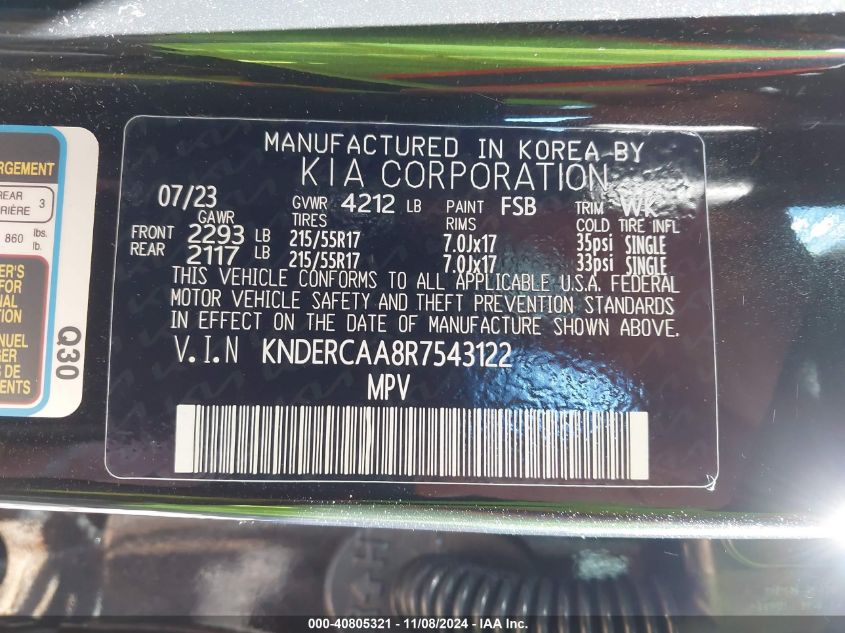 MANUFACTURED IN KOREA BY
KIA CORPORATION
07/23 GVWR 4212 LB PAINT FSB TRIM WK
GAWR TIRES RIMS COLD TIRE INFL
FRONT 2293 LB 215/55R17 7.0Jx17 35psi SINGLE
REAR 2117 LB 215/55R17 7.0Jx17 33psi SINGLE
THIS VEHICLE CONFORMS TO ALL APPLICABLE U.S.A. FEDERAL
MOTOR VEHICLE SAFETY AND THEFT PREVENTION STANDARDS
IN EFFECT ON THE DATE OF MANUFACTURE SHOWN ABOVE.
V.I.N KNDERCAA8R7543122
MPV
REAR 3
860 lbs.
lb.
Q30
000-40805321 - 11/08/2024 - IAA Inc.